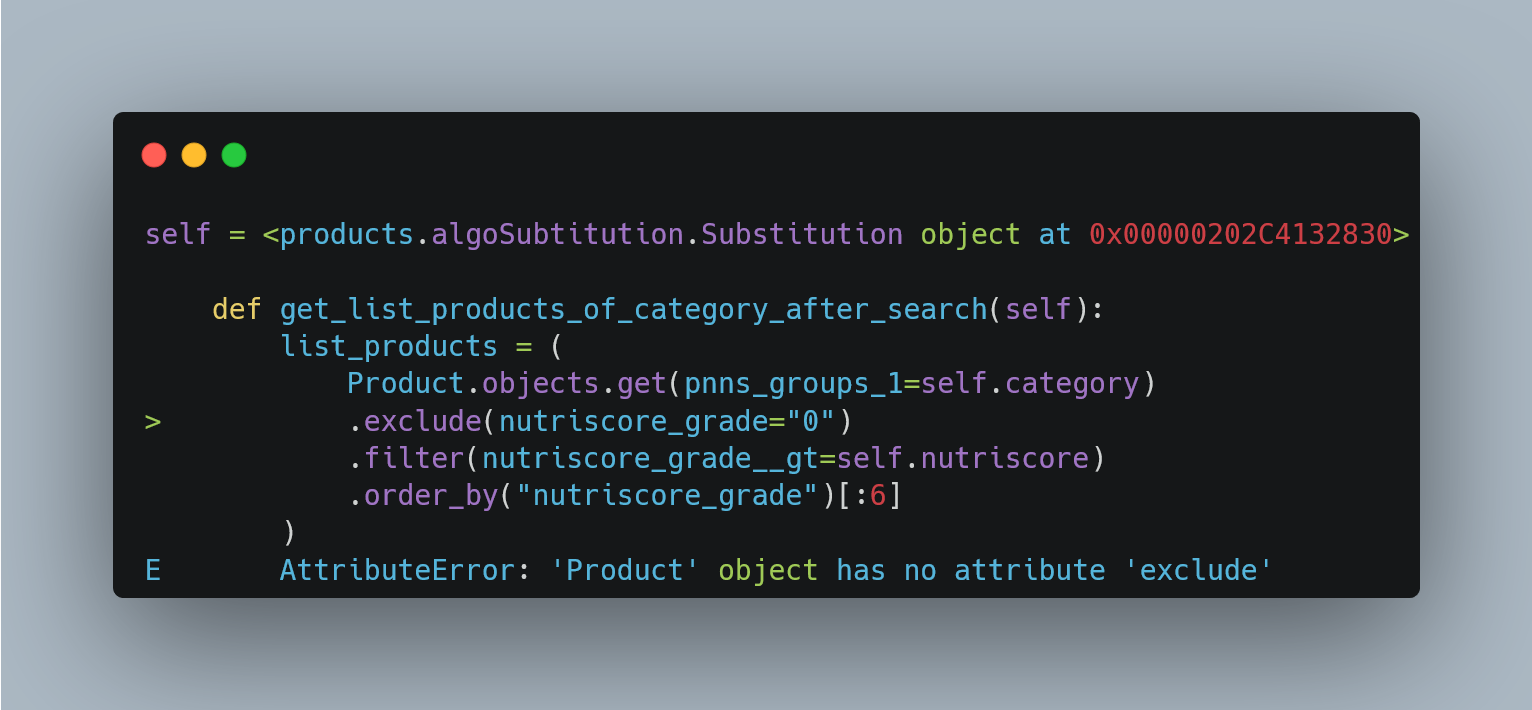 self = <products.algoSubtitution.Substitution object at 0x00000202C4132830>
    def get_list_products_of_category_after_search(self):
        list_products = (
            Product.objects.get(pnns_groups_1=self.category)
>           .exclude(nutriscore_grade="0")
            .filter(nutriscore_grade__gt=self.nutriscore)
            .order_by("nutriscore_grade")[:6]
        )
E       AttributeError: 'Product' object has no attribute 'exclude'